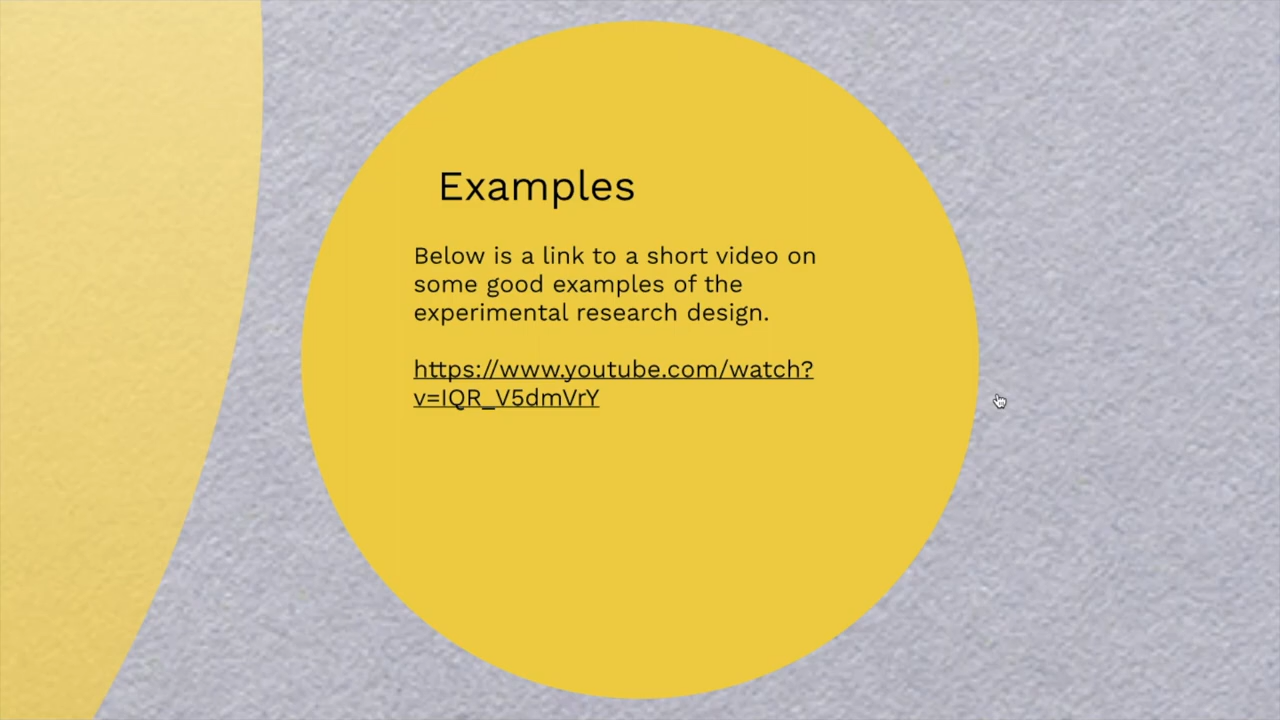 Examples
Below is a link to a short video on
some good examples of the
experimental research design.
https://www.youtube.com/watch?
v=IQR_V5dmVrY